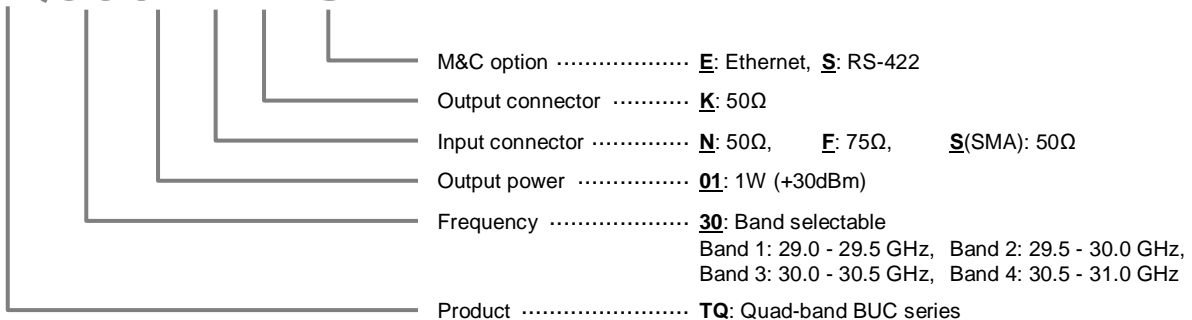 M&C option ................... E: Ethernet, S: RS-422
Output connector ........... K: 50Ω
Input connector .............. N: 50Ω, F: 75Ω, S(SMA): 50Ω
Output power ................ 01: 1W (+30dBm)
Frequency .................... 30: Band selectable
Band 1: 29.0 - 29.5 GHz, Band 2: 29.5 - 30.0 GHz,
Band 3: 30.0 - 30.5 GHz, Band 4: 30.5 - 31.0 GHz
Product ........................ TQ: Quad-band BUC series